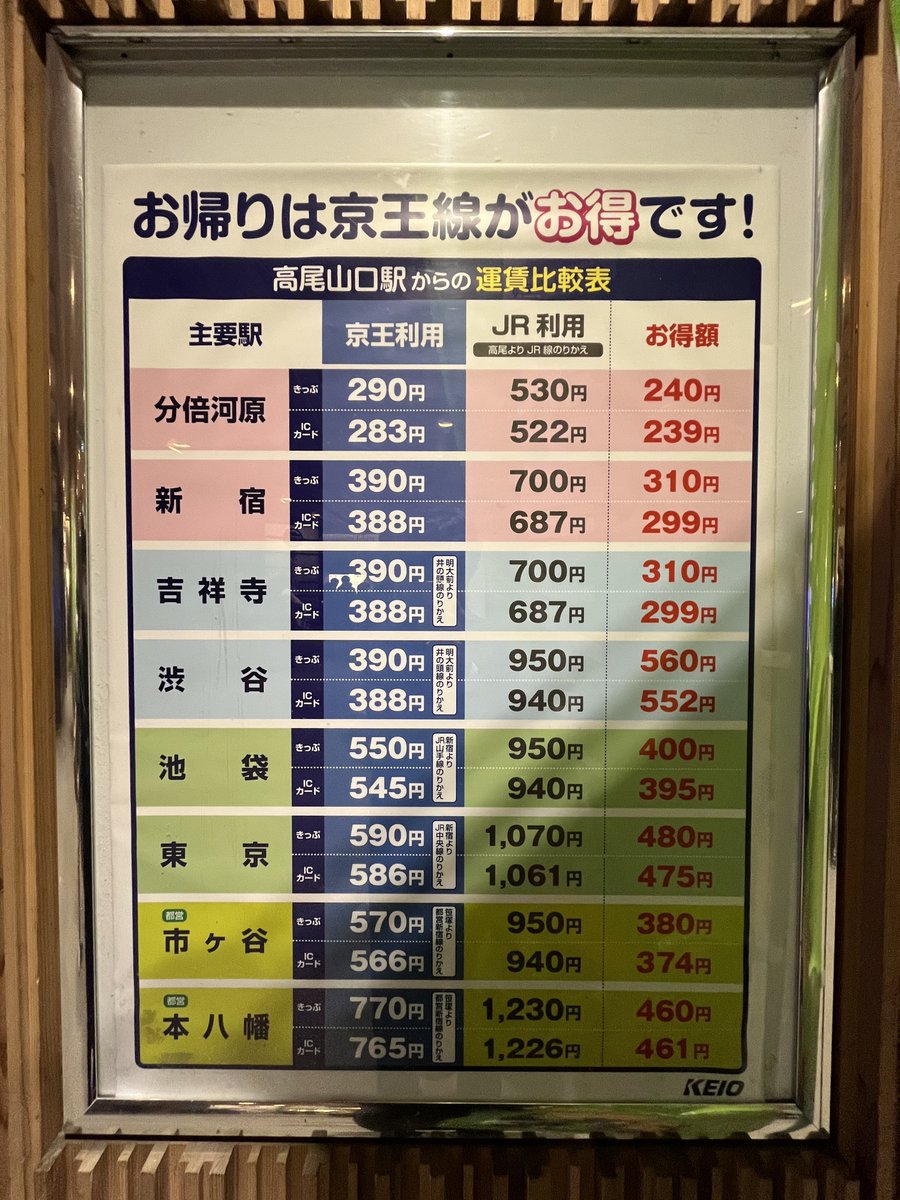 お帰りは京王線がお得です!
高尾山口駅からの運賃比較表
主要駅 京王利用 JR利用 お得額
高尾よりJR線のりかえ
分倍河原
きっぷ 290円 530円 240円
ICカード 283円 522円 239円
新宿
きっぷ 390円 700円 310円
ICカード 388円 687円 299円
吉祥寺
きっぷ 390円 700円 310円
ICカード 388円 687円 299円
明大前より
井の頭線のりかえ
渋谷
きっぷ 390円 950円 560円
ICカード 388円 940円 552円
明大前より
井の頭線のりかえ
池袋
きっぷ 550円 950円 400円
ICカード 545円 940円 395円
新宿より
JR山手線のりかえ
東京
きっぷ 590円 1,070円 480円
ICカード 586円 1,061円 475円
新宿より
JR中央線のりかえ
都営
市ヶ谷
きっぷ 570円 950円 380円
ICカード 566円 940円 374円
笹塚より
都営新宿線のりかえ
都営
本八幡
きっぷ 770円 1,230円 460円
ICカード 765円 1,226円 461円
笹塚より
都営新宿線のりかえ
KEIO